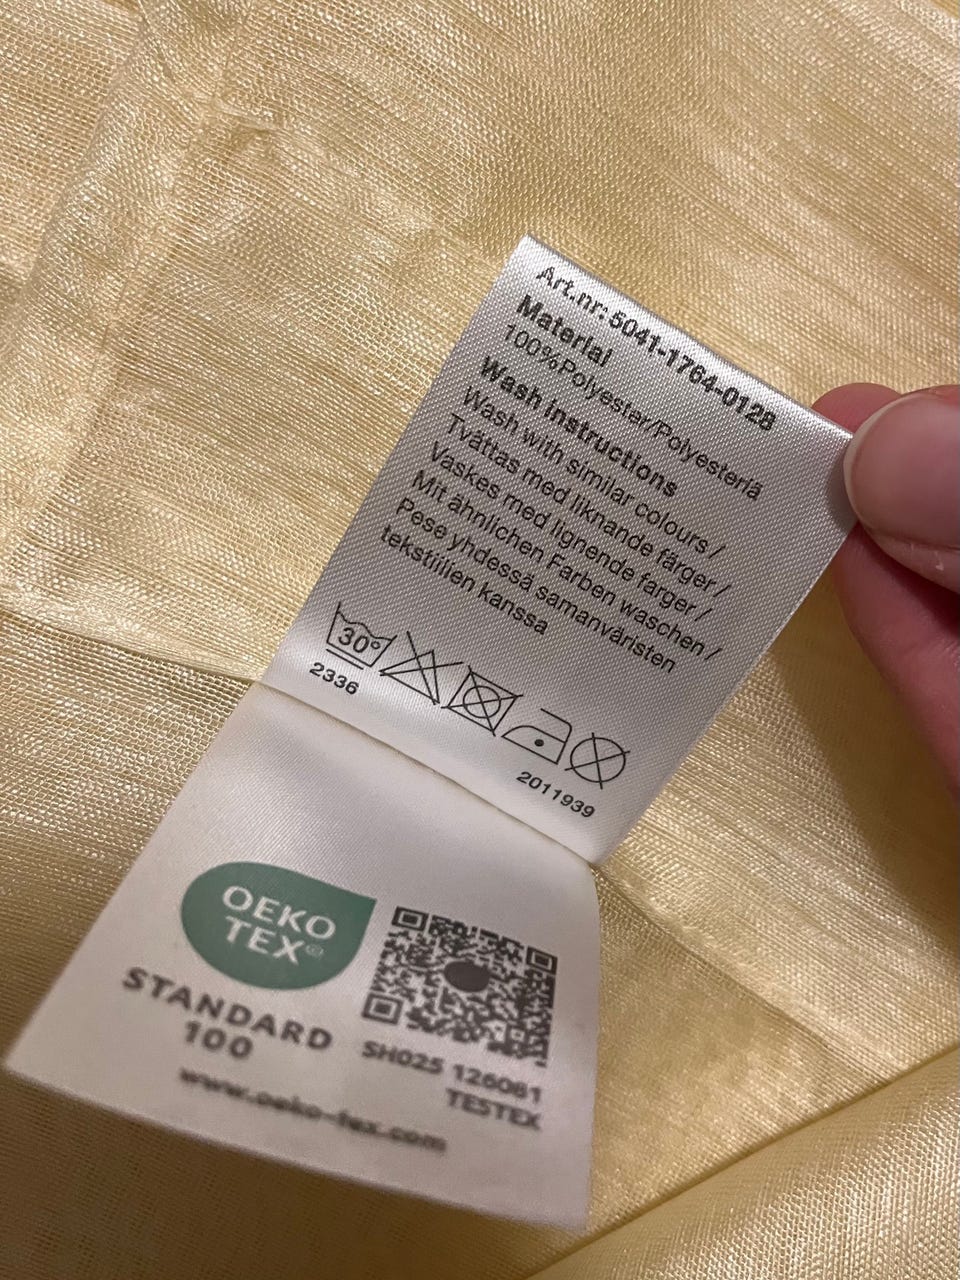 Art.nr: 5041-1764-0128
Material
100%Polyester/Polyesteriä
Wash instructions
Wash with similar colours /
Tvättas med liknande färger /
Vaskes med lignende farger /
Mit ähnlichen Farben waschen /
Pese yhdessä samanväristen
tekstiilien kanssa
30°
2336
2011939
OEKO
TEX®
STANDARD
100
SH025 126081
TESTEX
www.oeko-tex.com